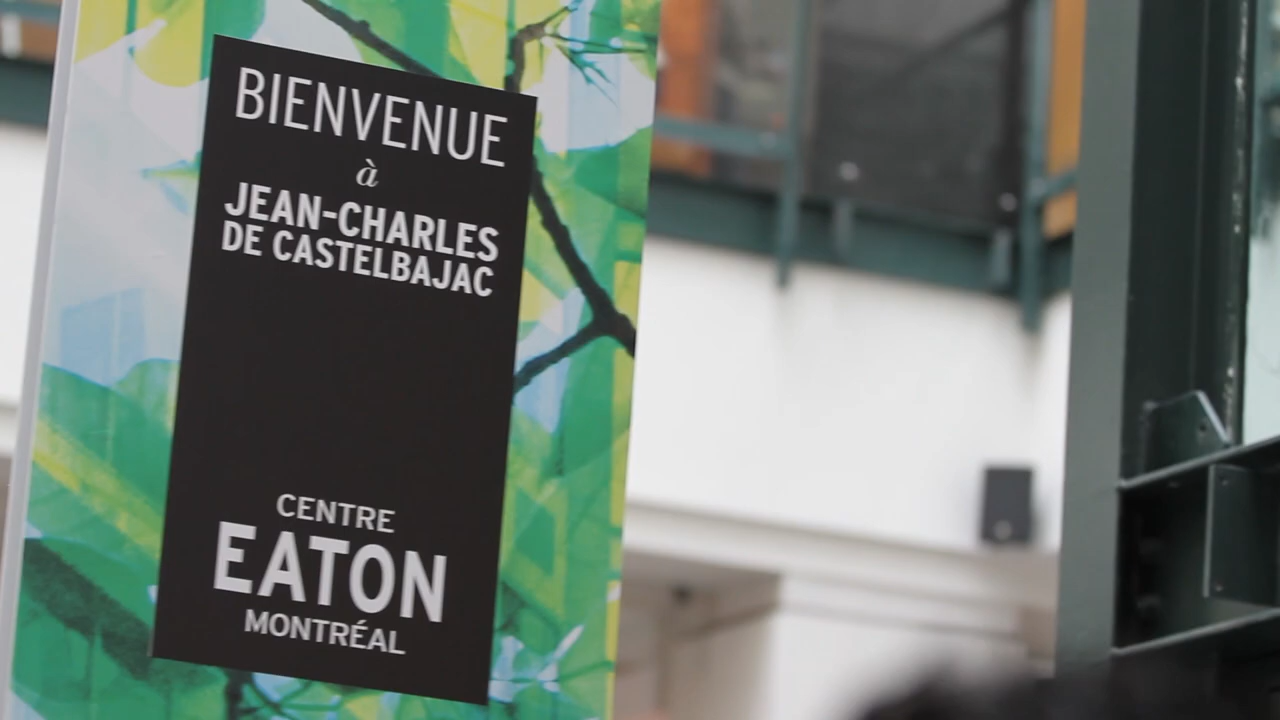 BIENVENUE
à
JEAN-CHARLES
DE CASTELBAJAC
CENTRE
EATON
MONTRÉAL